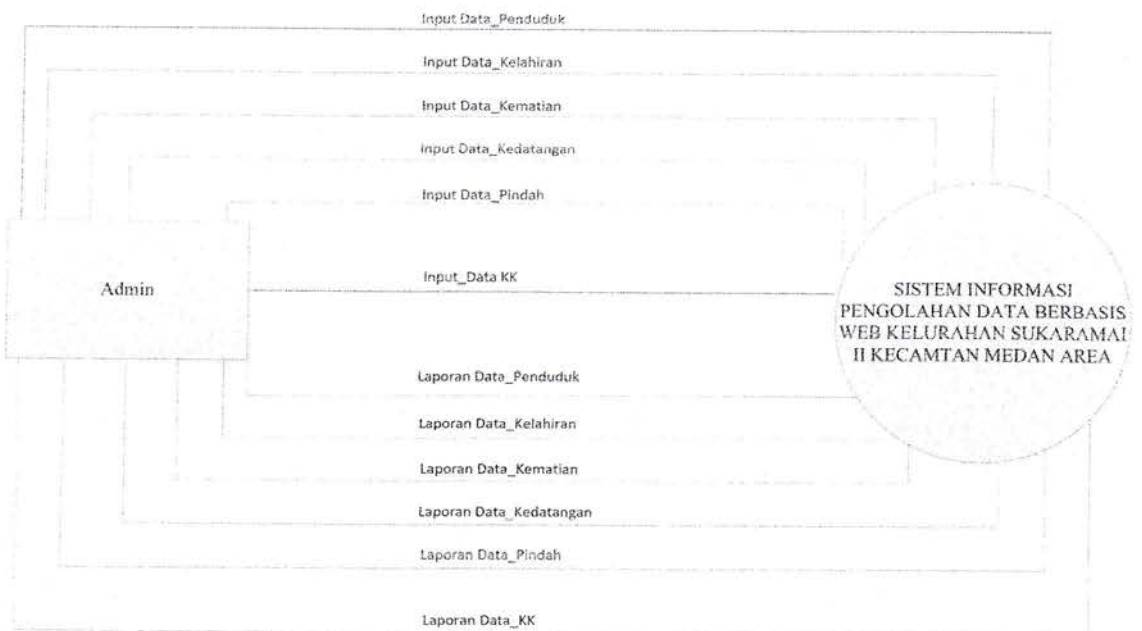 Input Data_Penduduk
Input Data_Kelahiran
Input Data_Kematian
Input Data_Kedatangan
Input Data_Pindah
Admin
Input_Data KK
SISTEM INFORMASI
PENGOLAHAN DATA BERBASIS
WEB KELURAHAN SUKARAMAI
II KECAMTAN MEDAN AREA
Laporan Data_Penduduk
Laporan Data_Kelahiran
Laporan Data_Kematian
Laporan Data_Kedatangan
Laporan Data_Pindah
Laporan Data_KK